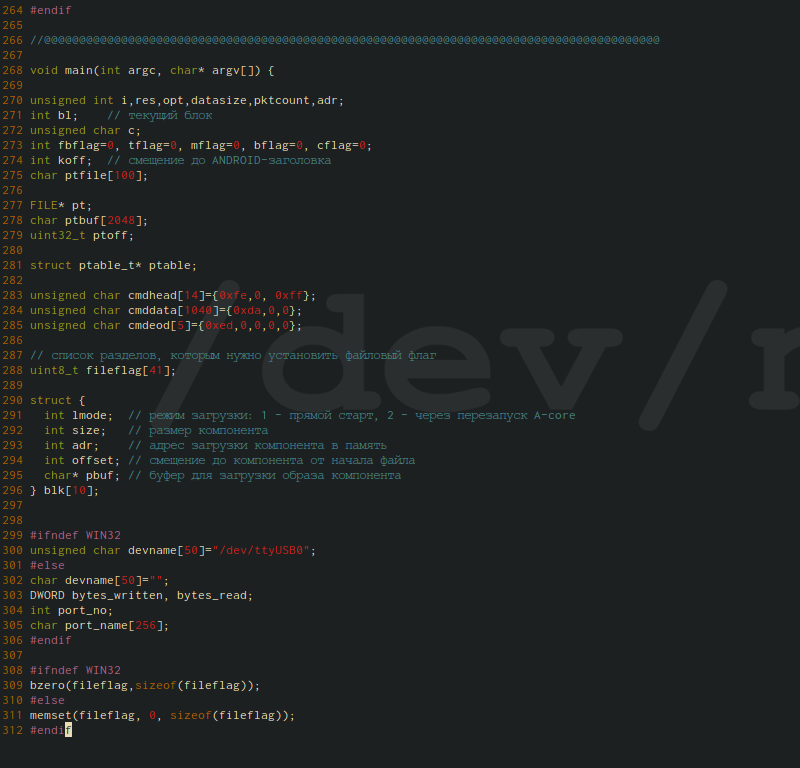 264 #endif
265
266 //@@@@@@@@@@@@@@@@@@@@@@@@@@@@@@@@@@@@@@@@@@@@@@@@@@@@@@@@@@@@@@@@@@@@@@@@@@@@@@@@@@@@@@@@
267
268 void main(int argc, char* argv[]) {
269
270 unsigned int i,res,opt,datasize,pktcount,adr;
271 int bl;    // текущий блок
272 unsigned char c;
273 int fbflag=0, tflag=0, mflag=0, bflag=0, cflag=0;
274 int koff;  // смещение до ANDROID-заголовка
275 char ptfile[100];
276
277 FILE* pt;
278 char ptbuf[2048];
279 uint32_t ptoff;
280
281 struct ptable_t* ptable;
282
283 unsigned char cmdhead[14]={0xfe,0, 0xff};
284 unsigned char cmddata[1040]={0xda,0,0};
285 unsigned char cmdeod[5]={0xed,0,0,0,0};
286
287 // список разделов, которым нужно установить файловый флаг
288 uint8_t fileflag[41];
289
290 struct {
291   int lmode;  // режим загрузки: 1 - прямой старт, 2 - через перезапуск A-core
292   int size;   // размер компонента
293   int adr;    // адрес загрузки компонента в память
294   int offset; // смещение до компонента от начала файла
295   char* pbuf; // буфер для загрузки образа компонента
296 } blk[10];
297
298
299 #ifndef WIN32
300 unsigned char devname[50]="/dev/ttyUSB0";
301 #else
302 char devname[50]="";
303 DWORD bytes_written, bytes_read;
304 int port_no;
305 char port_name[256];
306 #endif
307
308 #ifndef WIN32
309 bzero(fileflag,sizeof(fileflag));
310 #else
311 memset(fileflag, 0, sizeof(fileflag));
312 #endif
/dev/